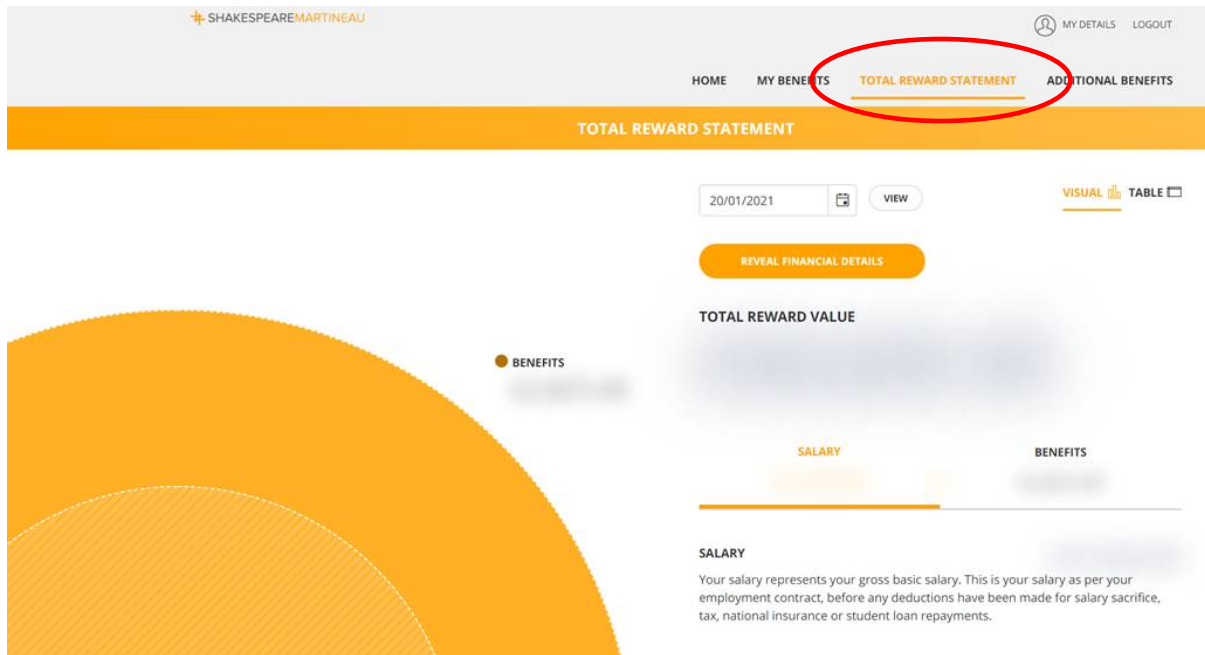 SHAKESPEAREMARTINEAU
MY DETAILS LOGOUT
HOME MY BENEFITS TOTAL REWARD STATEMENT ADDITIONAL BENEFITS
TOTAL REWARD STATEMENT
20/01/2021 VIEW VISUAL TABLE
REVEAL FINANCIAL DETAILS
TOTAL REWARD VALUE
BENEFITS
SALARY BENEFITS
SALARY
Your salary represents your gross basic salary. This is your salary as per your
employment contract, before any deductions have been made for salary sacrifice,
tax, national insurance or student loan repayments.